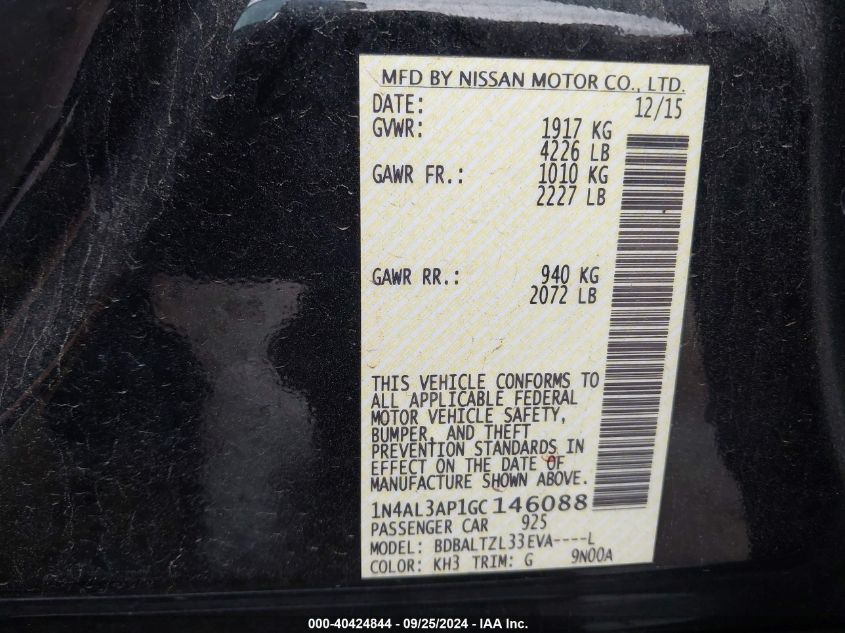 MFD BY NISSAN MOTOR CO., LTD.
DATE: 12/15
GVWR: 1917 KG
4226 LB
GAWR FR.: 1010 KG
2227 LB
GAWR RR.: 940 KG
2072 LB
THIS VEHICLE CONFORMS TO
ALL APPLICABLE FEDERAL
MOTOR VEHICLE SAFETY,
BUMPER, AND THEFT
PREVENTION STANDARDS IN
EFFECT ON THE DATE OF
MANUFACTURE SHOWN ABOVE.
1N4AL3AP1GC146088
PASSENGER CAR 925
MODEL: BDBALTZL33EVA----L
COLOR: KH3 TRIM: G 9N00A
000-40424844 - 09/25/2024 - IAA Inc.